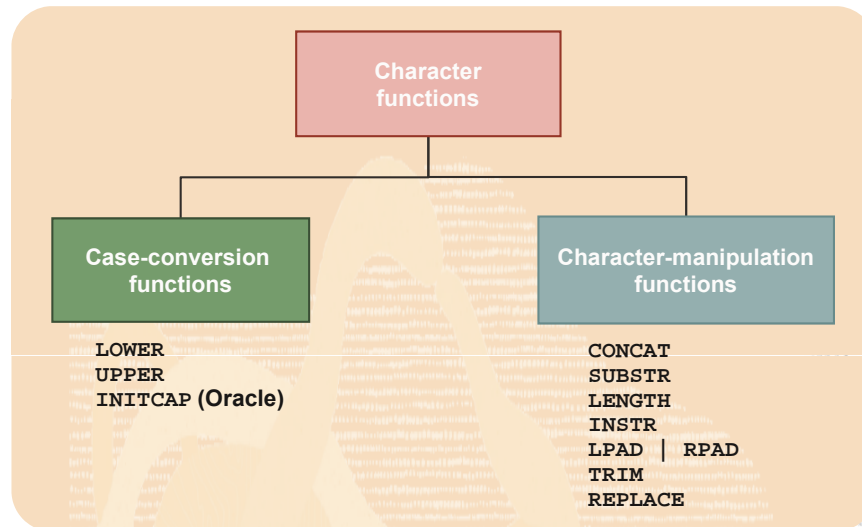 Character
functions
Case-conversion
functions
Character-manipulation
functions
LOWER
UPPER
INITCAP (Oracle)
CONCAT
SUBSTR
LENGTH
INSTR
LPAD | RPAD
TRIM
REPLACE